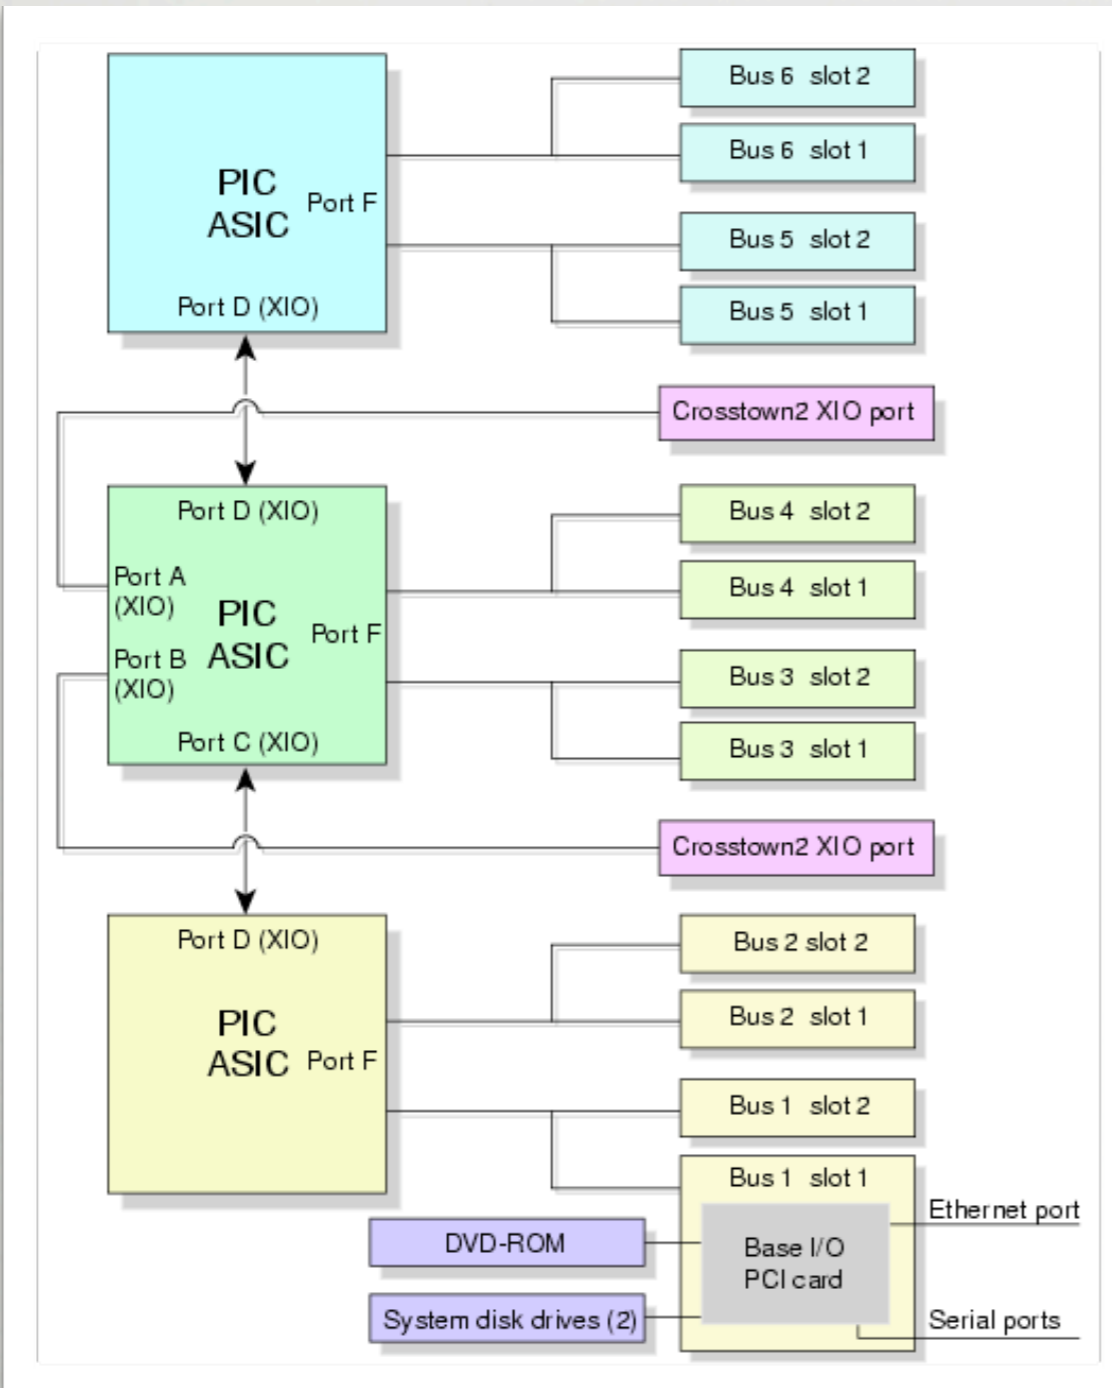 Bus 6 slot 2
Bus 6 slot 1
PIC
ASIC
Port F
Bus 5 slot 2
Bus 5 slot 1
Port D (XIO)
Crosstown2 XIO port
Port D (XIO)
Bus 4 slot 2
Port A
(XIO)
Bus 4 slot 1
PIC
ASIC
Port F
Port B
(XIO)
Bus 3 slot 2
Port C (XIO)
Bus 3 slot 1
Crosstown2 XIO port
Port D (XIO)
Bus 2 slot 2
PIC
ASIC
Port F
Bus 2 slot 1
Bus 1 slot 2
Bus 1 slot 1
Ethernet port
DVD-ROM
Base I/O
PCI card
System disk drives (2)
Serial ports